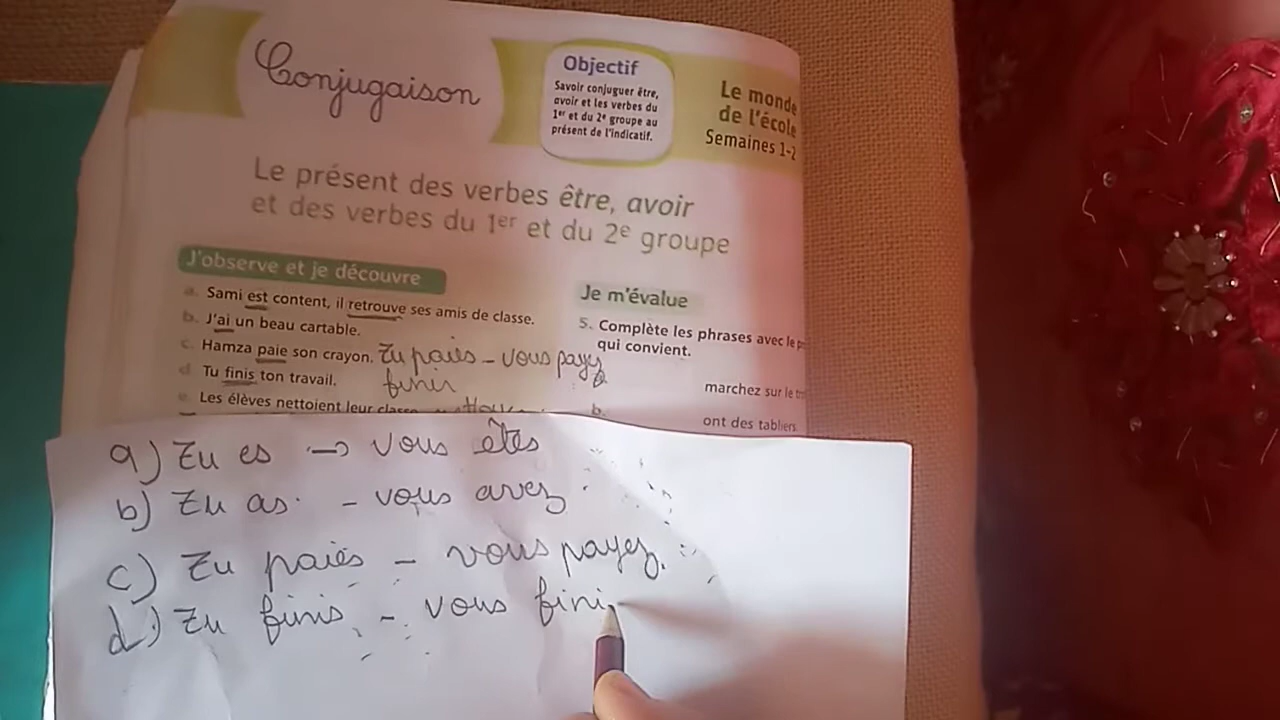 Conjugaison
Objectif
Savoir conjuguer être,
avoir et les verbes du
1er et du 2e groupe au
présent de l'indicatif.
Le monde
de l'école
Semaines 1-2
Le présent des verbes être, avoir
et des verbes du 1er et du 2e groupe
J'observe et je découvre
a. Sami est content, il retrouve ses amis de classe.
b. J'ai un beau cartable.
c. Hamza paie son crayon. Tu paies - vous payez
d. Tu finis ton travail. finir
e. Les élèves nettoient leur classe
Je m'évalue
5. Complète les phrases avec le p
qui convient.
marchez sur le
b. ont des tabliers
a) Tu es → vous êtes
b) Tu as. - vous avez
c) Tu paies - vous payez.
d) Tu finis - vous fini